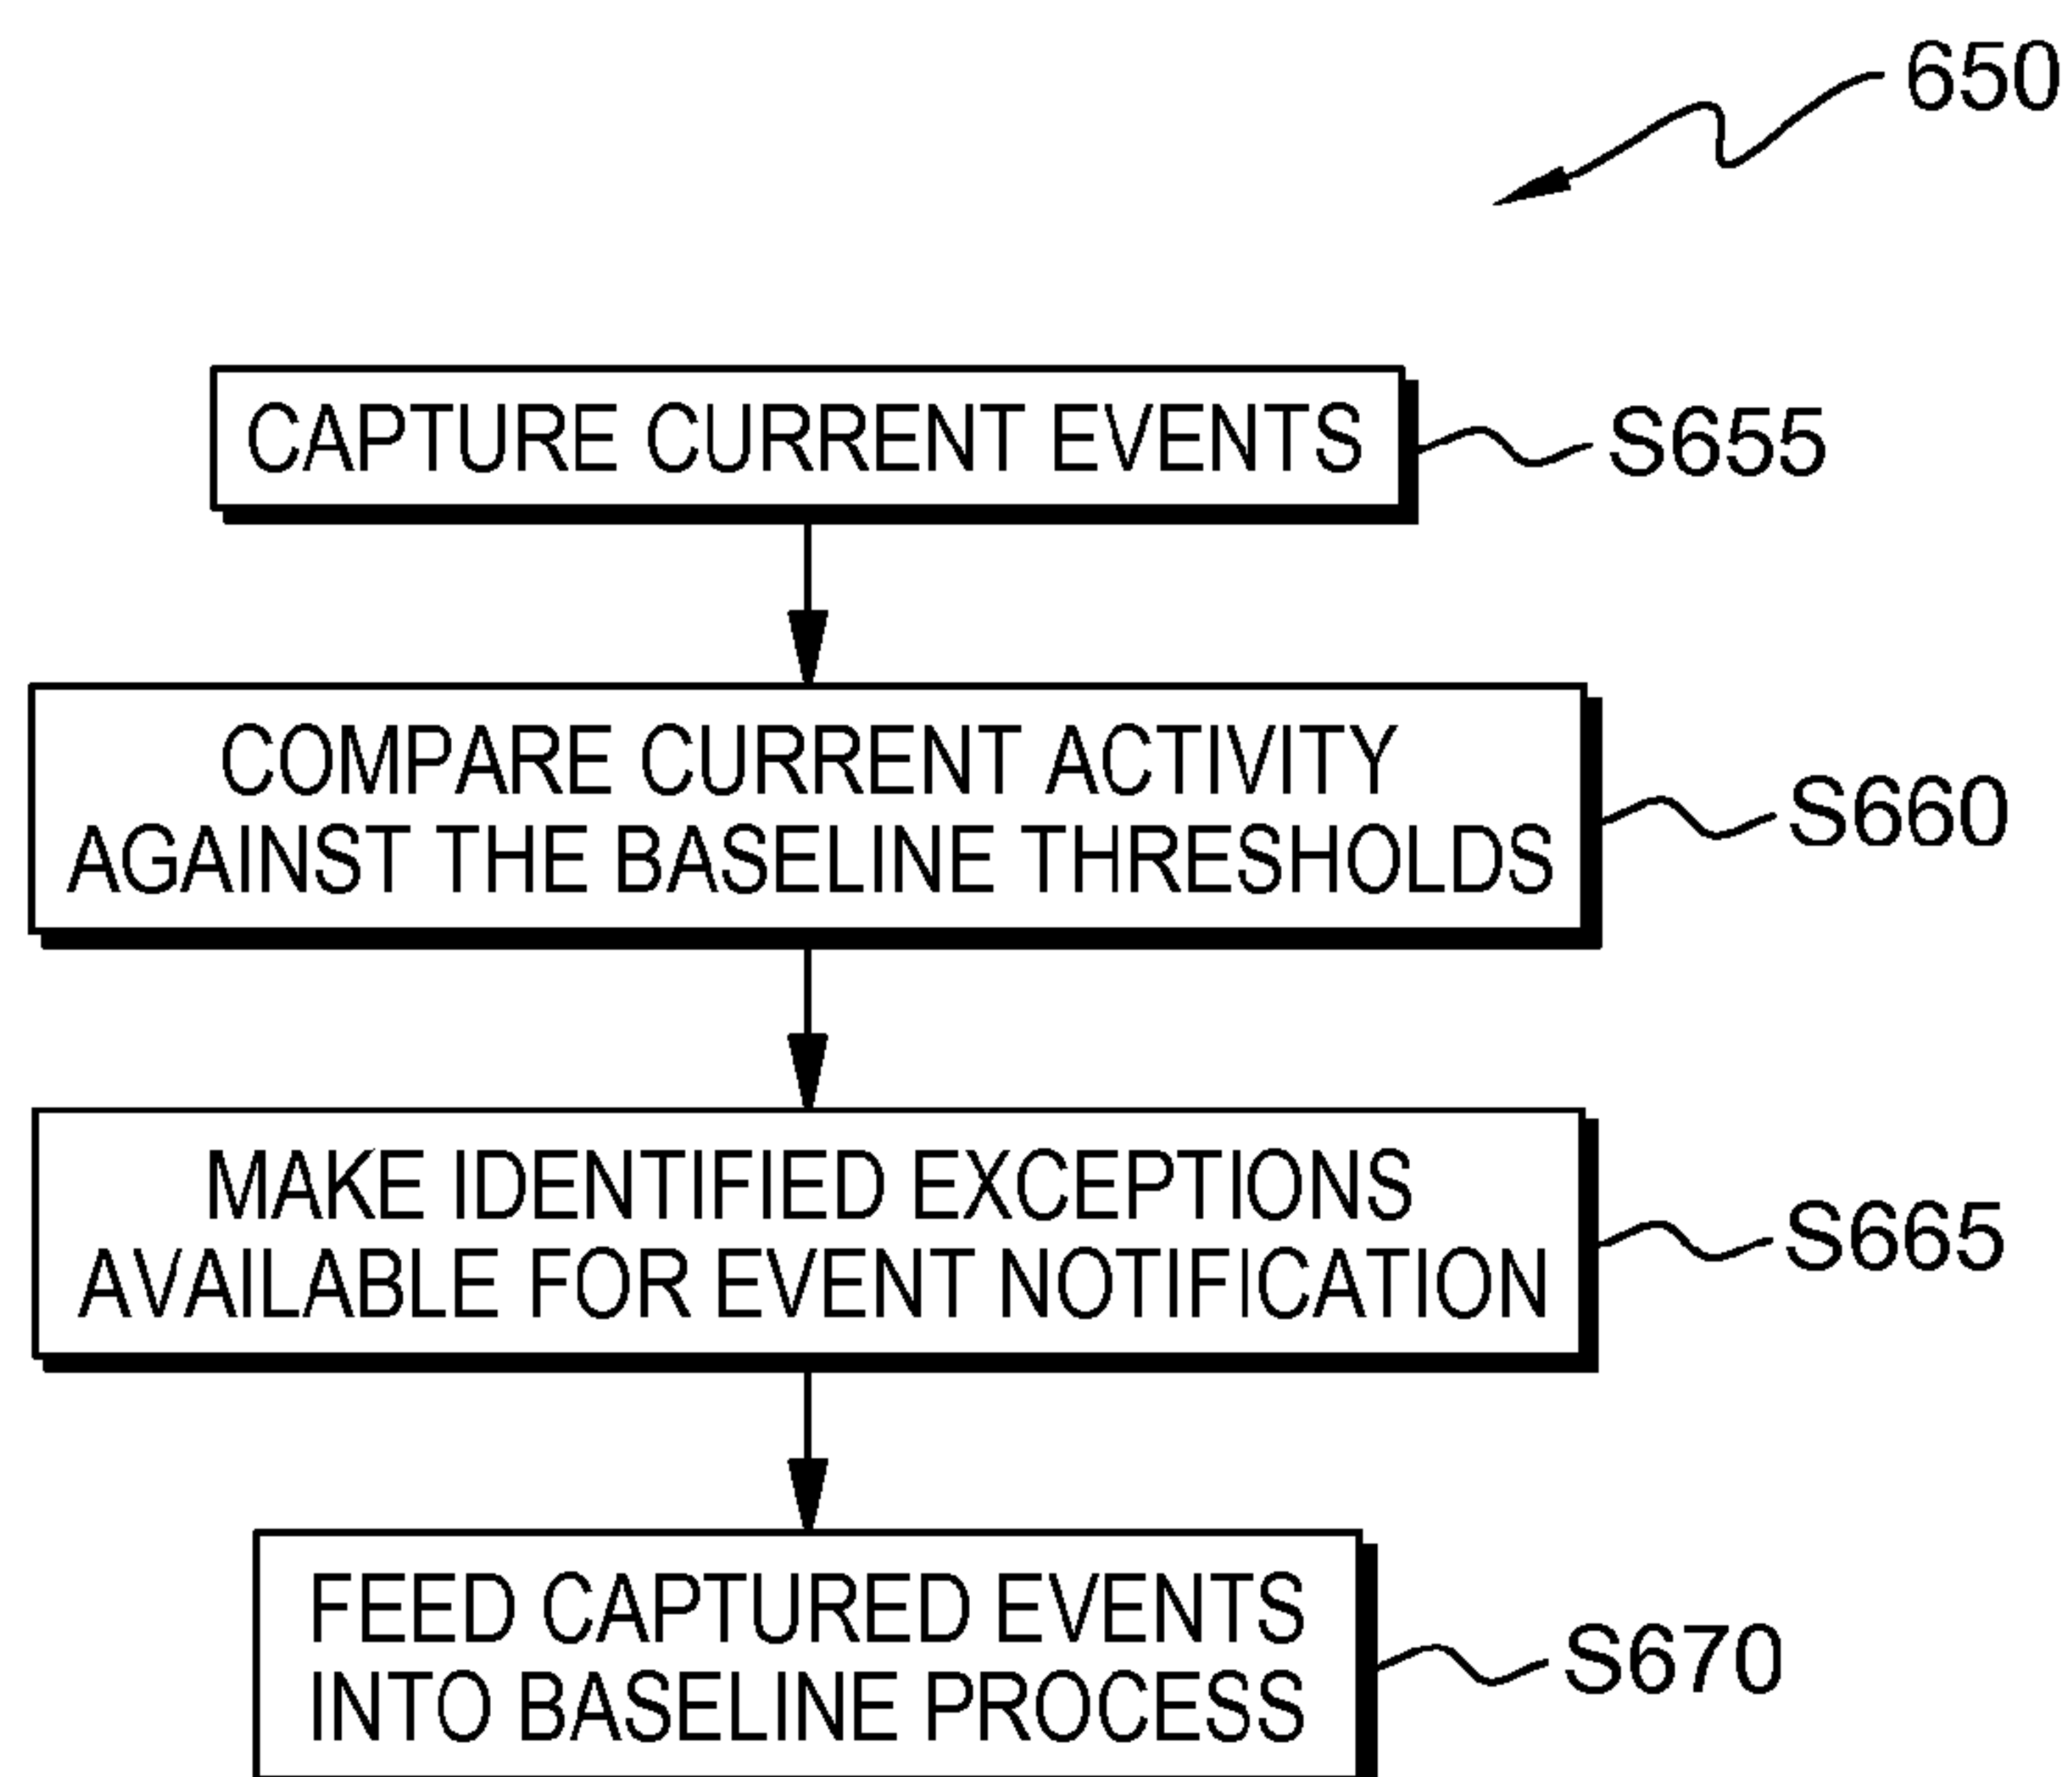 650
CAPTURE CURRENT EVENTS
S655
COMPARE CURRENT ACTIVITY
AGAINST THE BASELINE THRESHOLDS
S660
MAKE IDENTIFIED EXCEPTIONS
AVAILABLE FOR EVENT NOTIFICATION
S665
FEED CAPTURED EVENTS
INTO BASELINE PROCESS
S670